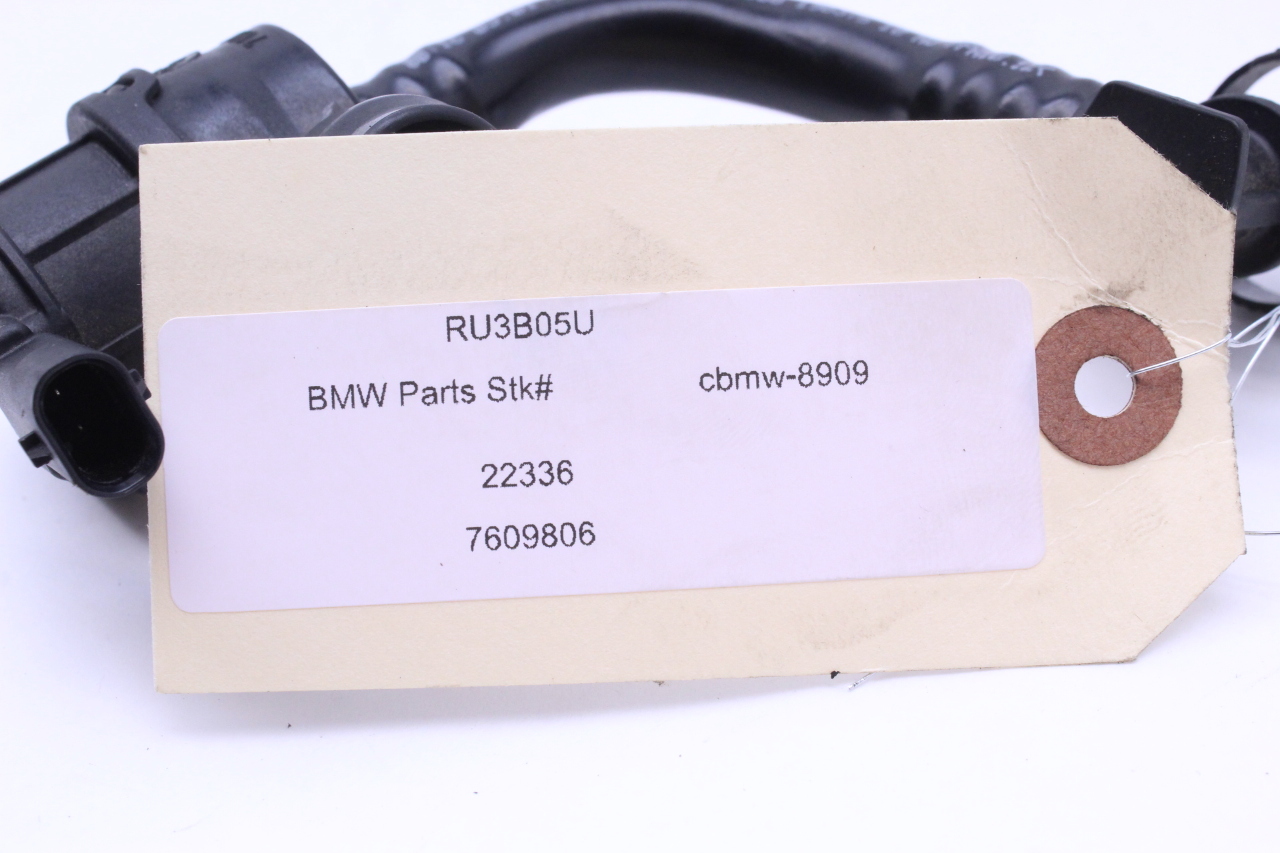 RU3B05U
BMW Parts Stk# cbmw-8909
22336
7609806